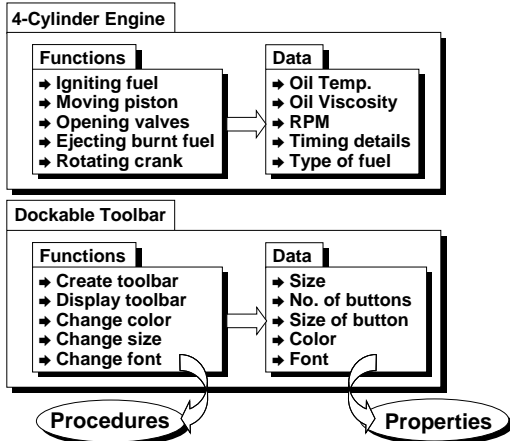 4-Cylinder Engine
Functions
Igniting fuel
Moving piston
Opening valves
Ejecting burnt fuel
Rotating crank
Data
Oil Temp.
Oil Viscosity
RPM
Timing details
Type of fuel
Dockable Toolbar
Functions
Create toolbar
Display toolbar
Change color
Change size
Change font
Data
Size
No. of buttons
Size of button
Color
Font
Procedures
Properties